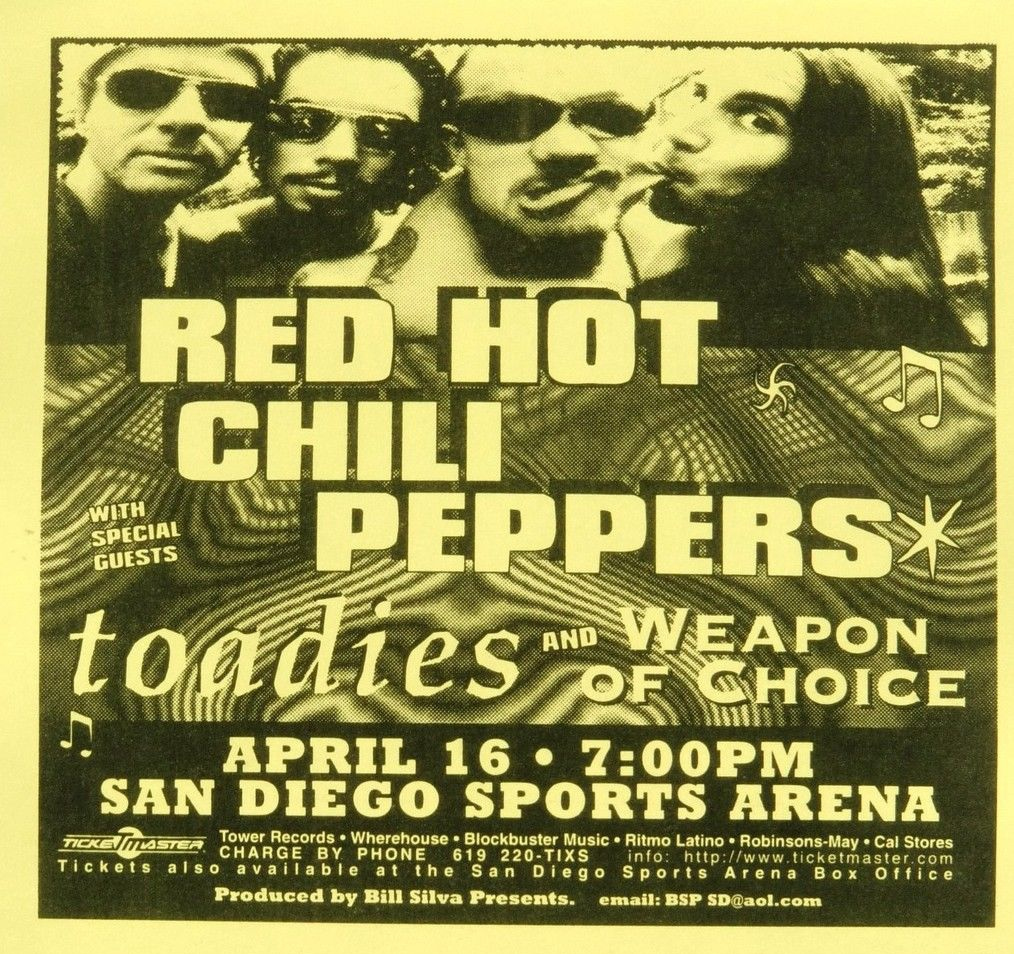 RED HOT
CHILI
PEPPERS
WITH
SPECIAL
GUESTS
toadies AND WEAPON
OF CHOICE
APRIL 16 • 7:00PM
SAN DIEGO SPORTS ARENA
TICKETMASTER Tower Records • Wherehouse • Blockbuster Music • Ritmo Latino • Robinsons-May • Cal Stores
CHARGE BY PHONE 619 220-TIXS info: http://www.ticketmaster.com
Tickets also available at the San Diego Sports Arena Box Office
Produced by Bill Silva Presents. email: BSP SD@aol.com